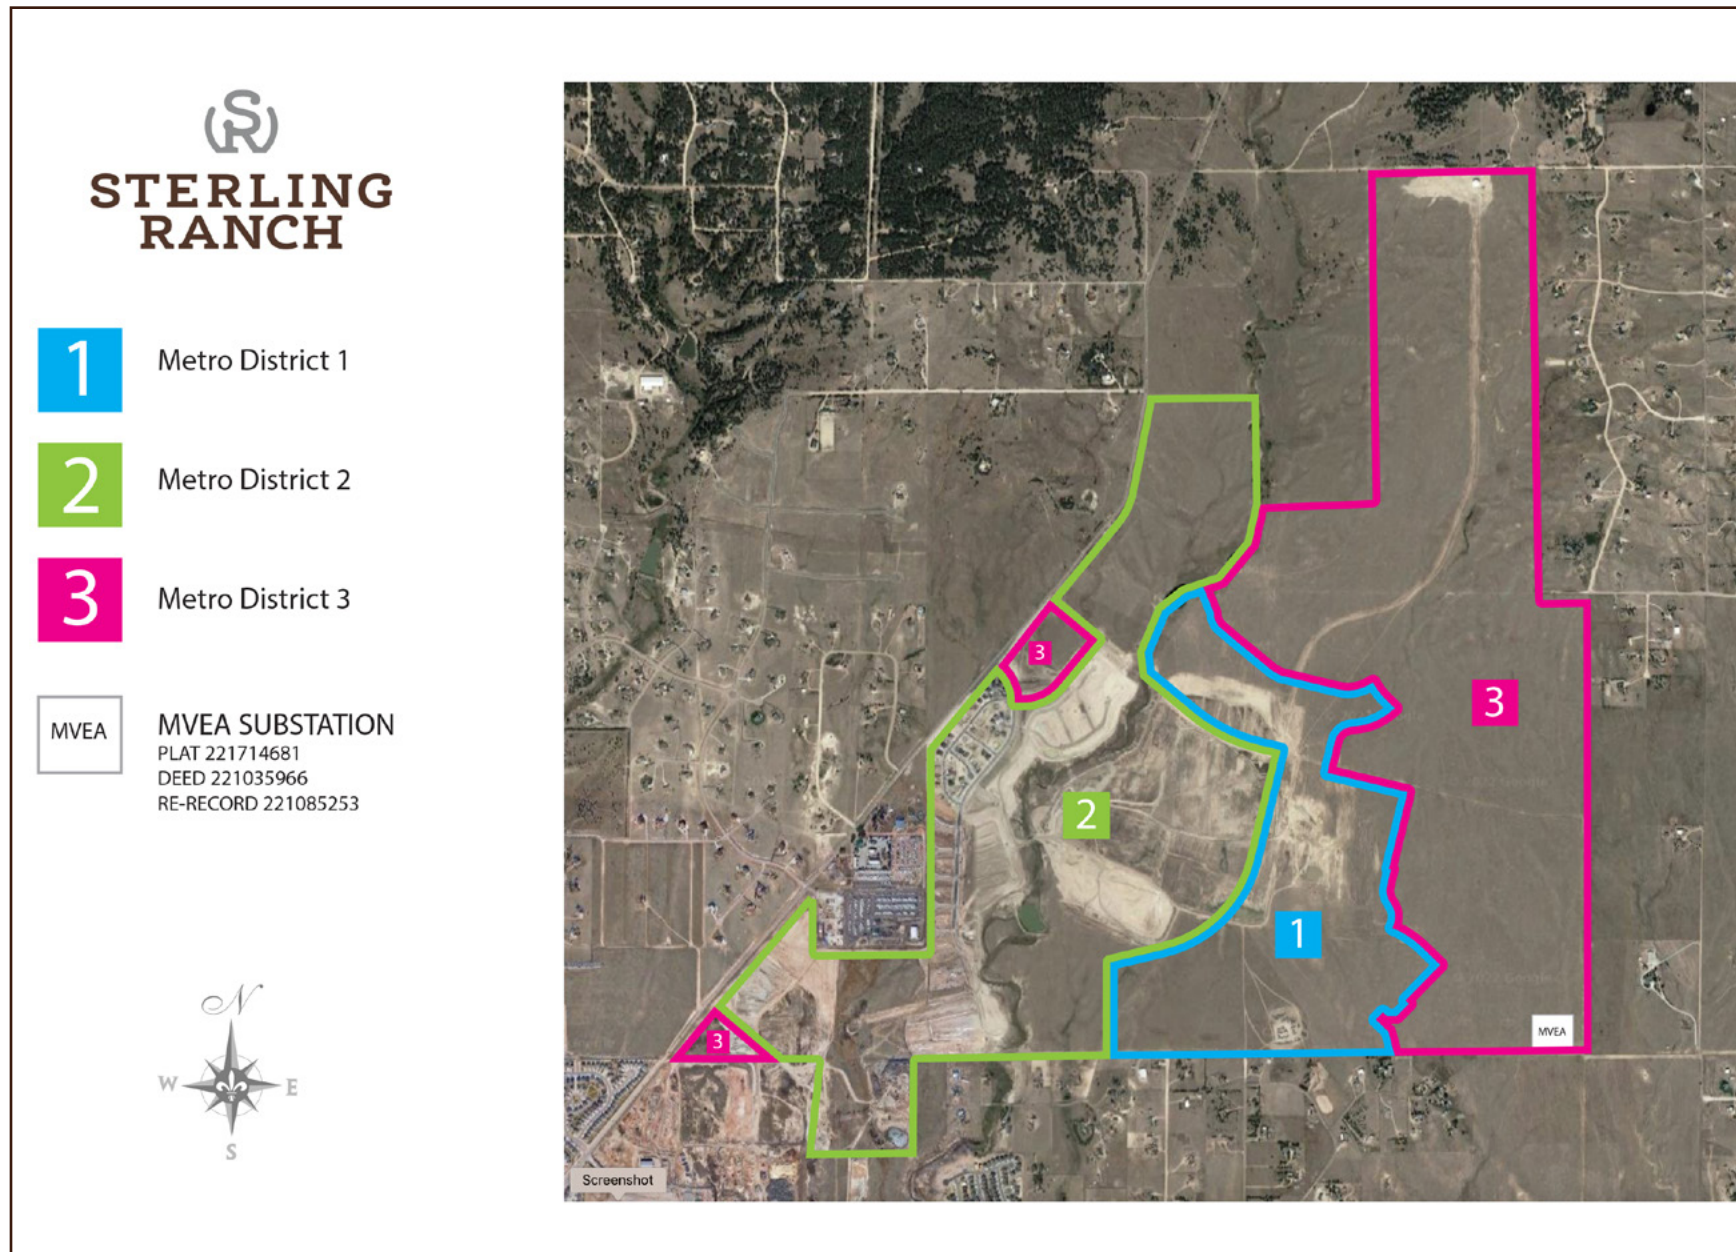 SR
STERLING
RANCH
1 Metro District 1
2 Metro District 2
3 Metro District 3
MVEA
MVEA SUBSTATION
PLAT 221714681
DEED 221035966
RE-RECORD 221085253
N
W E
S
3
3
2
1
3
MVEA
Screenshot